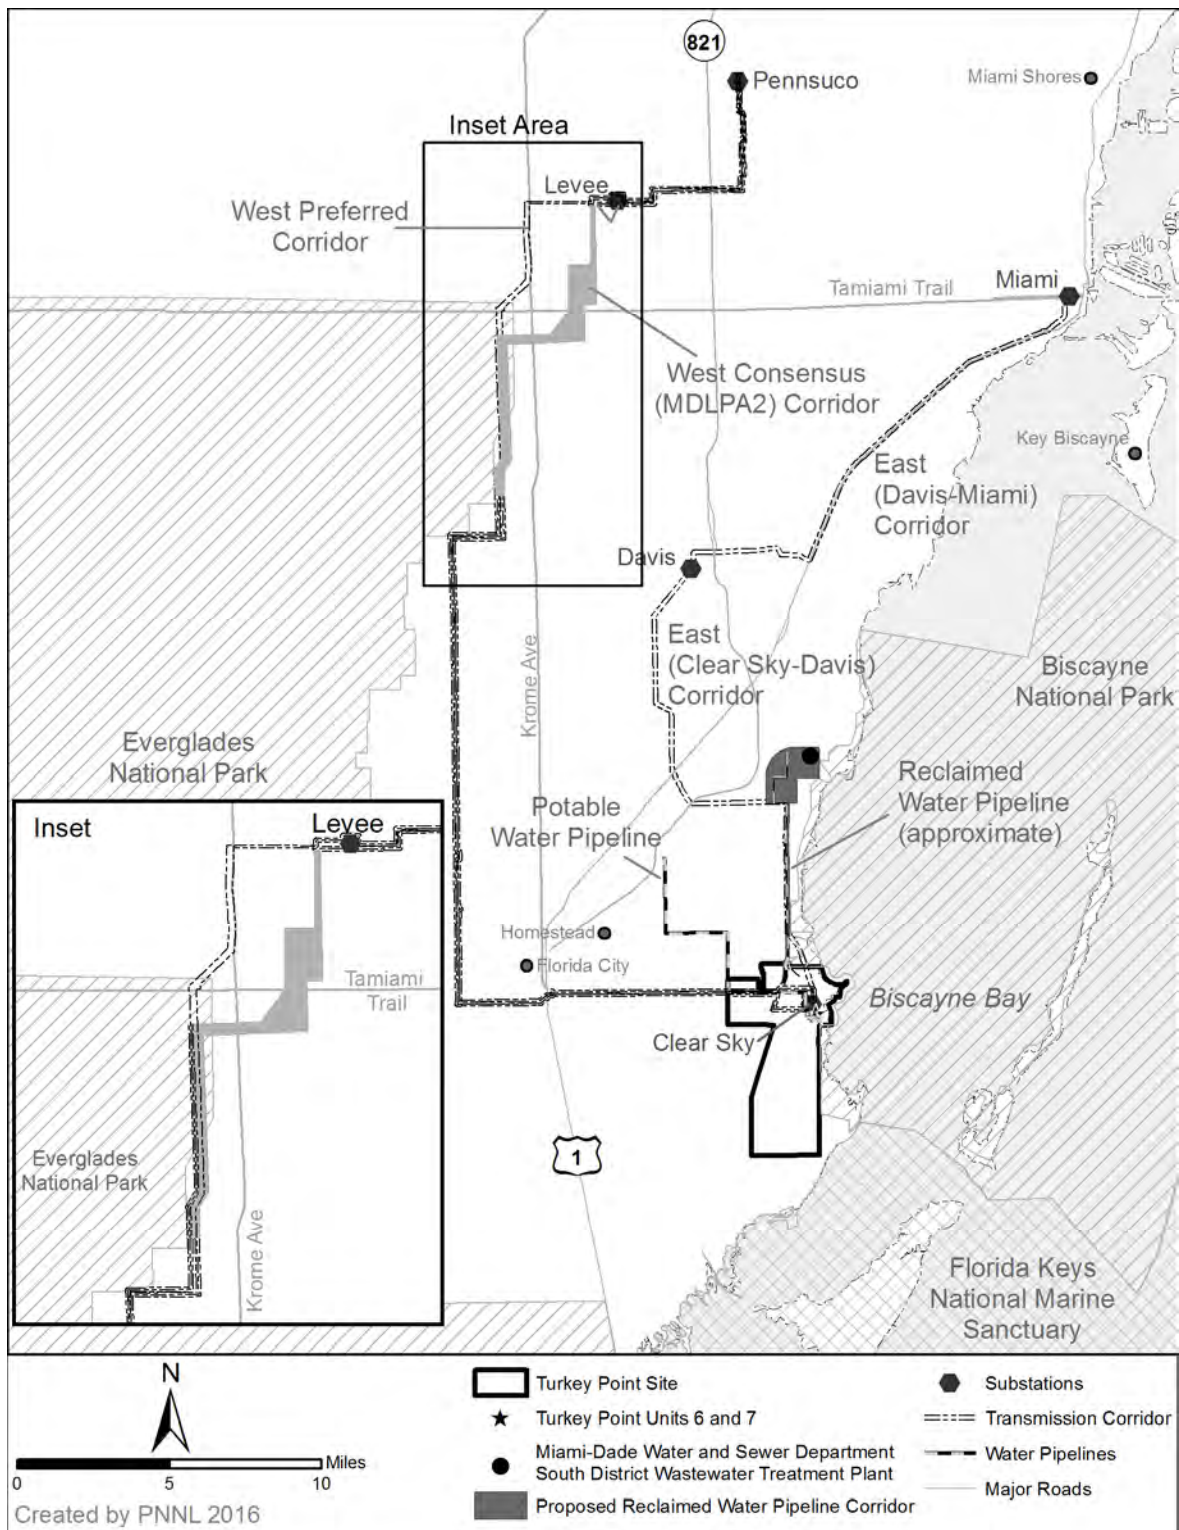 821
Pennsuco
Miami Shores
Inset Area
Levee
West Preferred
Corridor
Miami
Tamiami Trail
West Consensus
(MDLPA2) Corridor
Key Biscayne
East
(Davis-Miami)
Corridor
Davis
East
(Clear Sky-Davis)
Corridor
Krome Ave
Biscayne
National Park
Everglades
National Park
Reclaimed
Water Pipeline
(approximate)
Potable
Water Pipeline
Homestead
Florida City
Biscayne Bay
Clear Sky
1
Florida Keys
National Marine
Sanctuary
Inset
Levee
Tamiami
Trail
Everglades
National Park
Krome Ave
N
0
5
10
Miles
Created by PNNL 2016
Turkey Point Site
Turkey Point Units 6 and 7
Miami-Dade Water and Sewer Department
South District Wastewater Treatment Plant
Proposed Reclaimed Water Pipeline Corridor
Substations
Transmission Corridor
Water Pipelines
Major Roads